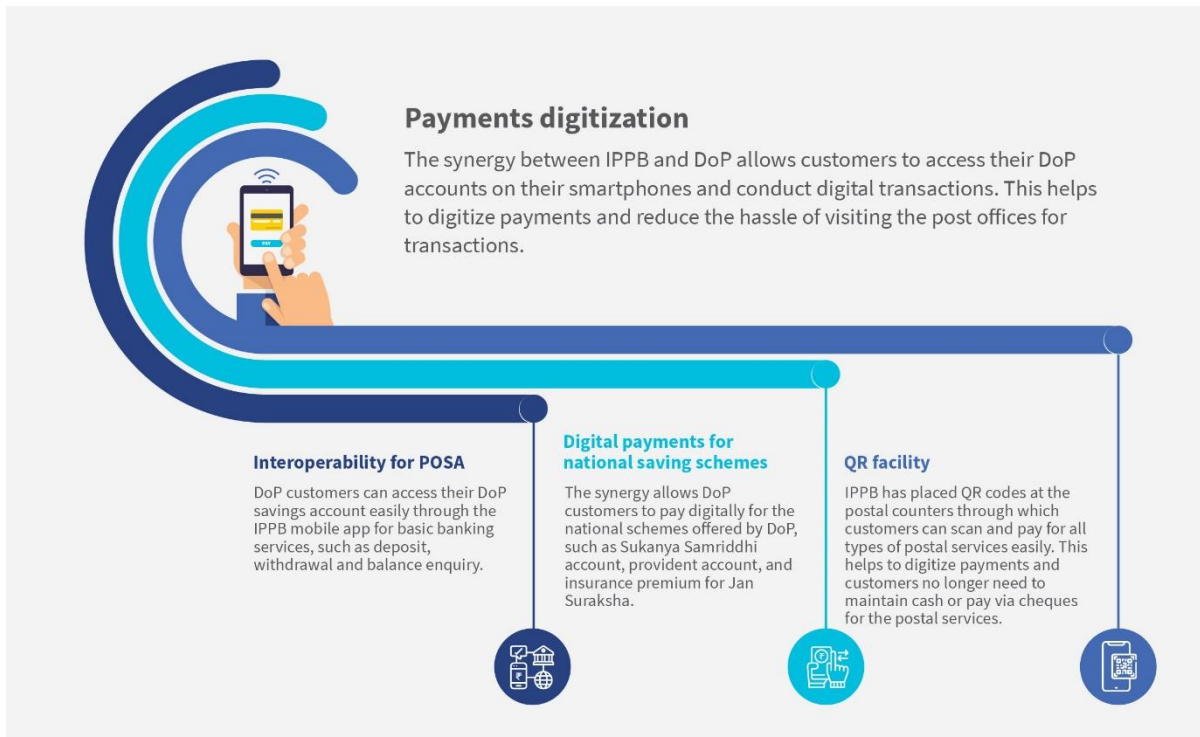 Payments digitization
The synergy between IPPB and DoP allows customers to access their DoP
accounts on their smartphones and conduct digital transactions. This helps
to digitize payments and reduce the hassle of visiting the post offices for
transactions.
PAY
Interoperability for POSA
DoP customers can access their DoP
savings account easily through the
IPPB mobile app for basic banking
services, such as deposit,
withdrawal and balance enquiry.
Digital payments for
national saving schemes
The synergy allows DoP
customers to pay digitally for the
national schemes offered by DoP,
such as Sukanya Samriddhi
account, provident account, and
insurance premium for Jan
Suraksha.
QR facility
IPPB has placed QR codes at the
postal counters through which
customers can scan and pay for all
types of postal services easily. This
helps to digitize payments and
customers no longer need to
maintain cash or pay via cheques
for the postal services.
₹
₹